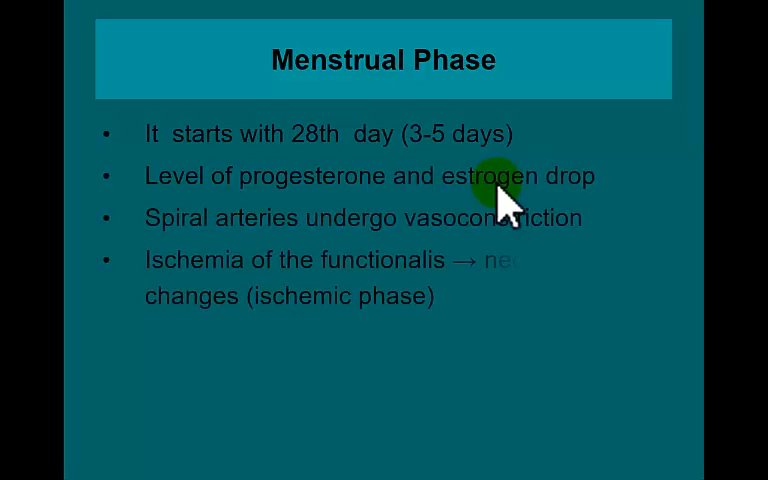 Menstrual Phase
• It starts with 28th day (3-5 days)
• Level of progesterone and estrogen drop
• Spiral arteries undergo vasoconstriction
• Ischemia of the functionalis →
changes (ischemic phase)